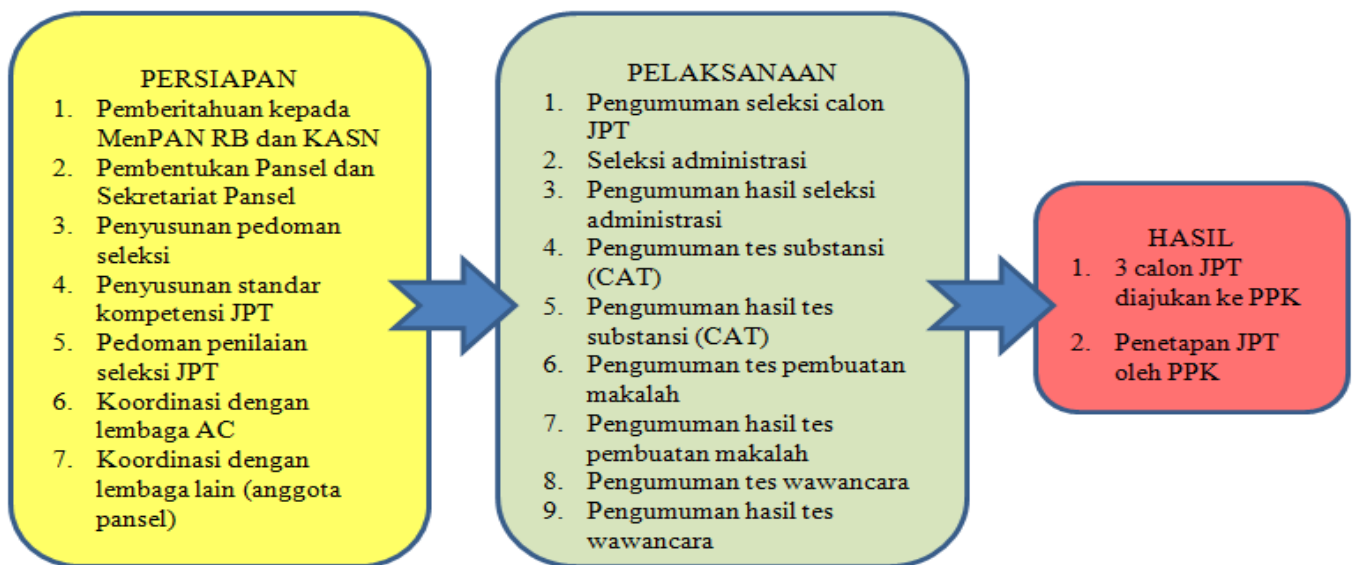 PERSIAPAN
1. Pemberitahuan kepada
MenPAN RB dan KASN
2. Pembentukan Pansel dan
Sekretariat Pansel
3. Penyusunan pedoman
seleksi
4. Penyusunan standar
kompetensi JPT
5. Pedoman penilaian
seleksi JPT
6. Koordinasi dengan
lembaga AC
7. Koordinasi dengan
lembaga lain (anggota
pansel)
PELAKSANAAN
1. Pengumuman seleksi calon
JPT
2. Seleksi administrasi
3. Pengumuman hasil seleksi
administrasi
4. Pengumuman tes substansi
(CAT)
5. Pengumuman hasil tes
substansi (CAT)
6. Pengumuman tes pembuatan
makalah
7. Pengumuman hasil tes
pembuatan makalah
8. Pengumuman tes wawancara
9. Pengumuman hasil tes
wawancara
HASIL
1. 3 calon JPT
diajukan ke PPK
2. Penetapan JPT
oleh PPK